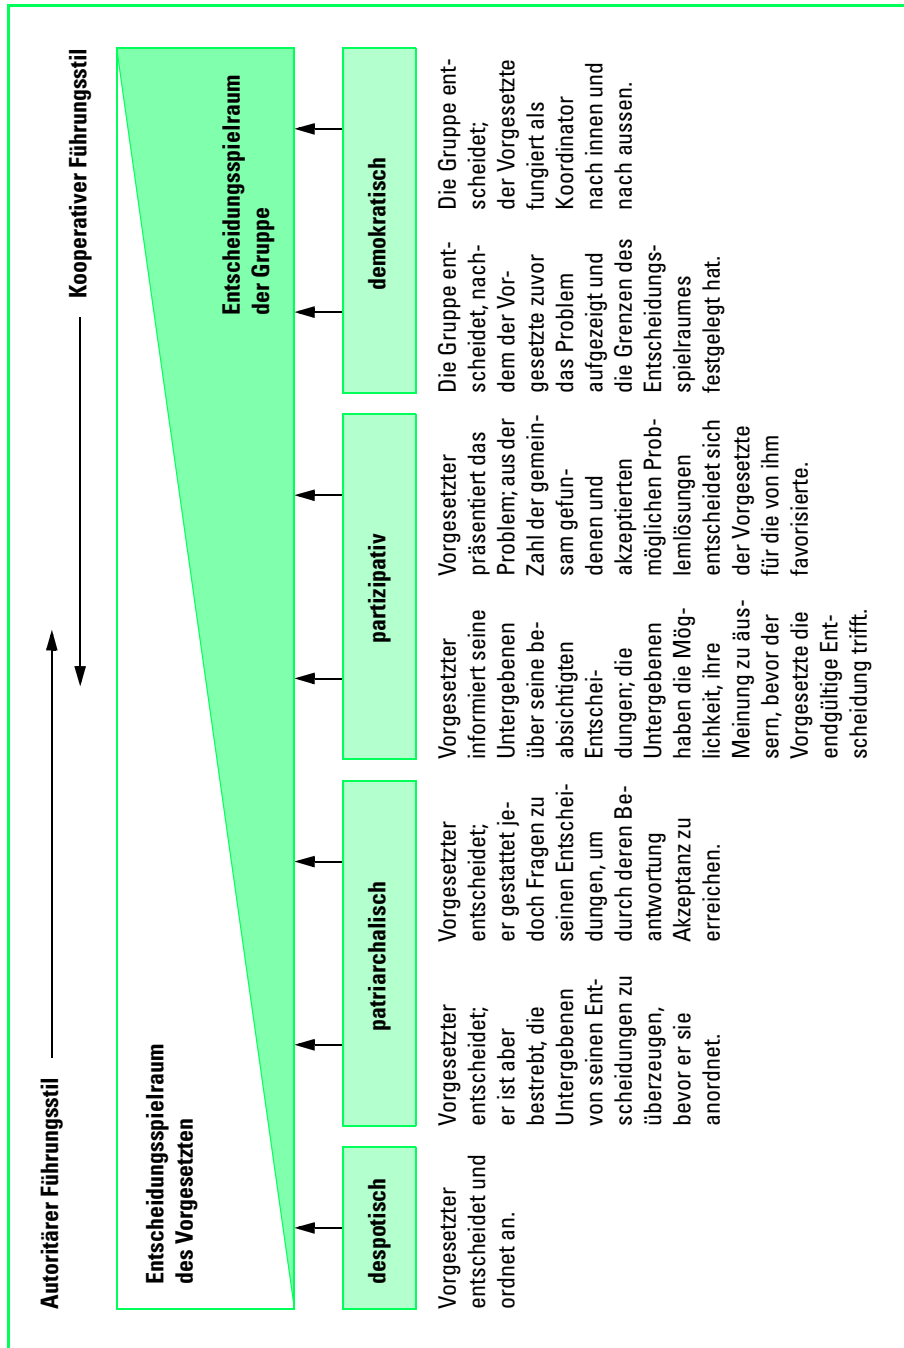 Autoritärer Führungsstil
Kooperativer Führungsstil
Entscheidungsspielraum
des Vorgesetzten
Entscheidungsspielraum
der Gruppe
despotisch
patriarchalisch
partizipativ
demokratisch
Vorgesetzter
entscheidet und
ordnet an.
Vorgesetzter
entscheidet;
er ist aber
bestrebt, die
Untergebenen
von seinen Ent-
scheidungen zu
überzeugen,
bevor er sie
anordnet.
Vorgesetzter
entscheidet;
er gestattet je-
doch Fragen zu
seinen Entschei-
dungen, um
durch deren Be-
antwortung
Akzeptanz zu
erreichen.
Vorgesetzter
informiert seine
Untergebenen
über seine be-
absichtigten
Entschei-
dungen; die
Untergebenen
haben die Mög-
lichkeit, ihre
Meinung zu äus-
sern, bevor der
Vorgesetzte die
endgültige Ent-
scheidung trifft.
Vorgesetzter
präsentiert das
Problem; aus der
Zahl der gemein-
sam gefun-
denen und
akzeptierten
möglichen Prob-
lemlösungen
entscheidet sich
der Vorgesetzte
für die von ihm
favorisierte.
Die Gruppe ent-
scheidet, nach-
dem der Vor-
gesetzte zuvor
das Problem
aufgezeigt und
die Grenzen des
Entscheidungs-
spielraumes
festgelegt hat.
Die Gruppe ent-
scheidet;
der Vorgesetzte
fungiert als
Koordinator
nach innen und
nach aussen.